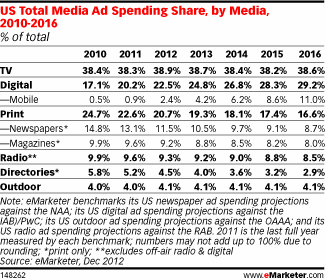 US Total Media Ad Spending Share, by Media,
2010-2016
% of total
2010 2011 2012 2013 2014 2015 2016
TV 38.4% 38.3% 38.9% 38.7% 38.4% 38.2% 38.6%
Digital 17.1% 20.2% 22.5% 24.8% 26.8% 28.3% 29.2%
—Mobile 0.5% 0.9% 2.4% 4.2% 6.2% 8.6% 11.0%
Print 24.7% 22.6% 20.7% 19.3% 18.1% 17.4% 16.6%
—Newspapers* 14.8% 13.1% 11.5% 10.5% 9.7% 9.1% 8.7%
—Magazines* 9.9% 9.6% 9.2% 8.8% 8.5% 8.2% 8.0%
Radio** 9.9% 9.6% 9.3% 9.2% 9.0% 8.8% 8.5%
Directories* 5.8% 5.2% 4.5% 4.0% 3.6% 3.2% 2.9%
Outdoor 4.0% 4.0% 4.1% 4.1% 4.1% 4.1% 4.1%
Note: eMarketer benchmarks its US newspaper ad spending projections
against the NAA; its US digital ad spending projections against the
IAB/PwC; its US outdoor ad spending projections against the OAAA; and its
US radio ad spending projections against the RAB. 2011 is the last full year
measured by each benchmark; numbers may not add up to 100% due to
rounding; *print only; **excludes off-air radio & digital
Source: eMarketer, Dec 2012
148262 www.eMarketer.com